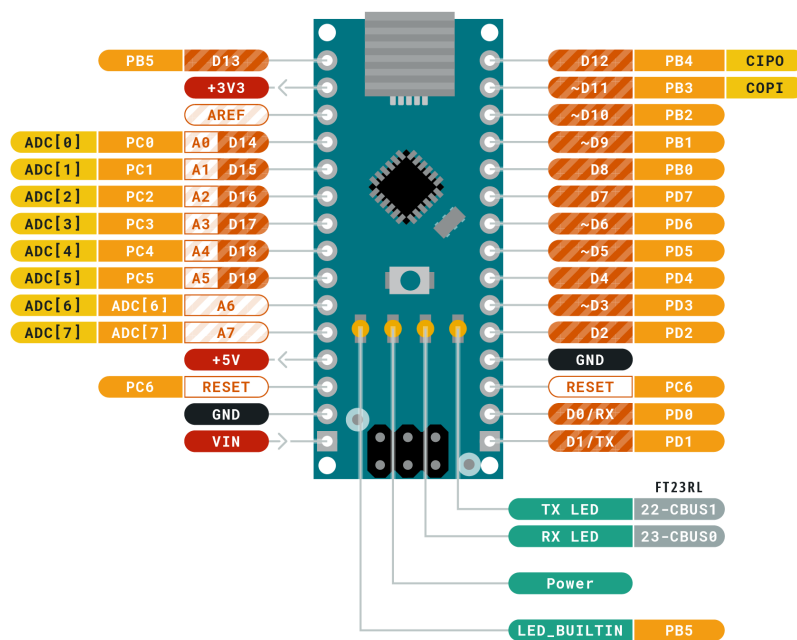 PB5 D13 D12 PB4 CIPO
+3V3 ~D11 PB3 COPI
AREF ~D10 PB2
ADC[0] PC0 A0 D14 ~D9 PB1
ADC[1] PC1 A1 D15 D8 PB0
ADC[2] PC2 A2 D16 D7 PD7
ADC[3] PC3 A3 D17 ~D6 PD6
ADC[4] PC4 A4 D18 ~D5 PD5
ADC[5] PC5 A5 D19 D4 PD4
ADC[6] ADC[6] A6 ~D3 PD3
ADC[7] ADC[7] A7 D2 PD2
+5V GND
PC6 RESET RESET PC6
GND D0/RX PD0
VIN D1/TX PD1
FT23RL
TX LED 22-CBUS1
RX LED 23-CBUS0
Power
LED_BUILTIN PB5